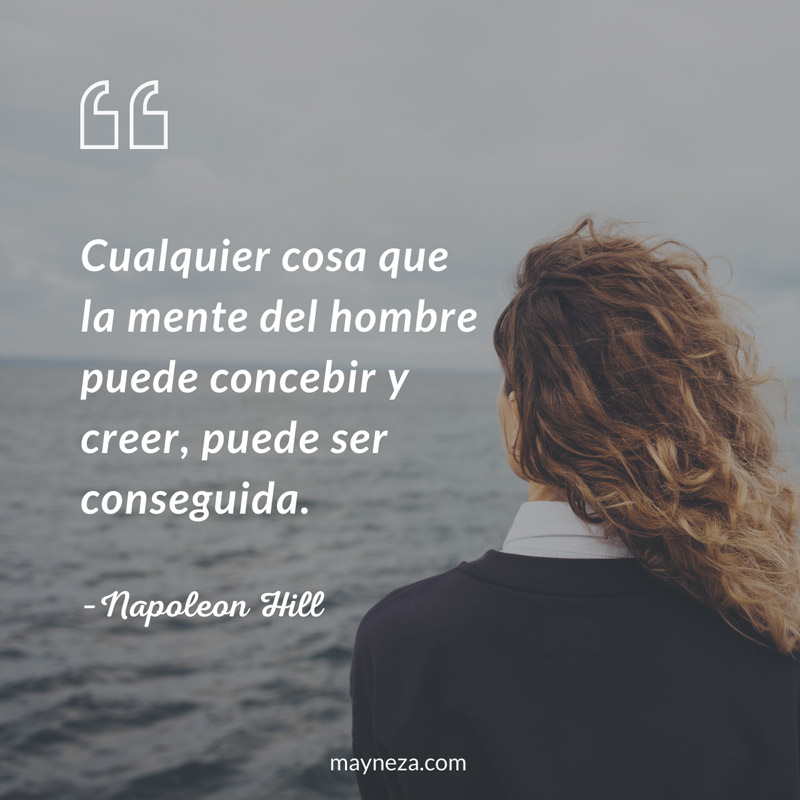 Cualquier cosa que
la mente del hombre
puede concebir y
creer, puede ser
conseguida.
-Napoleon Hill
mayneza.com